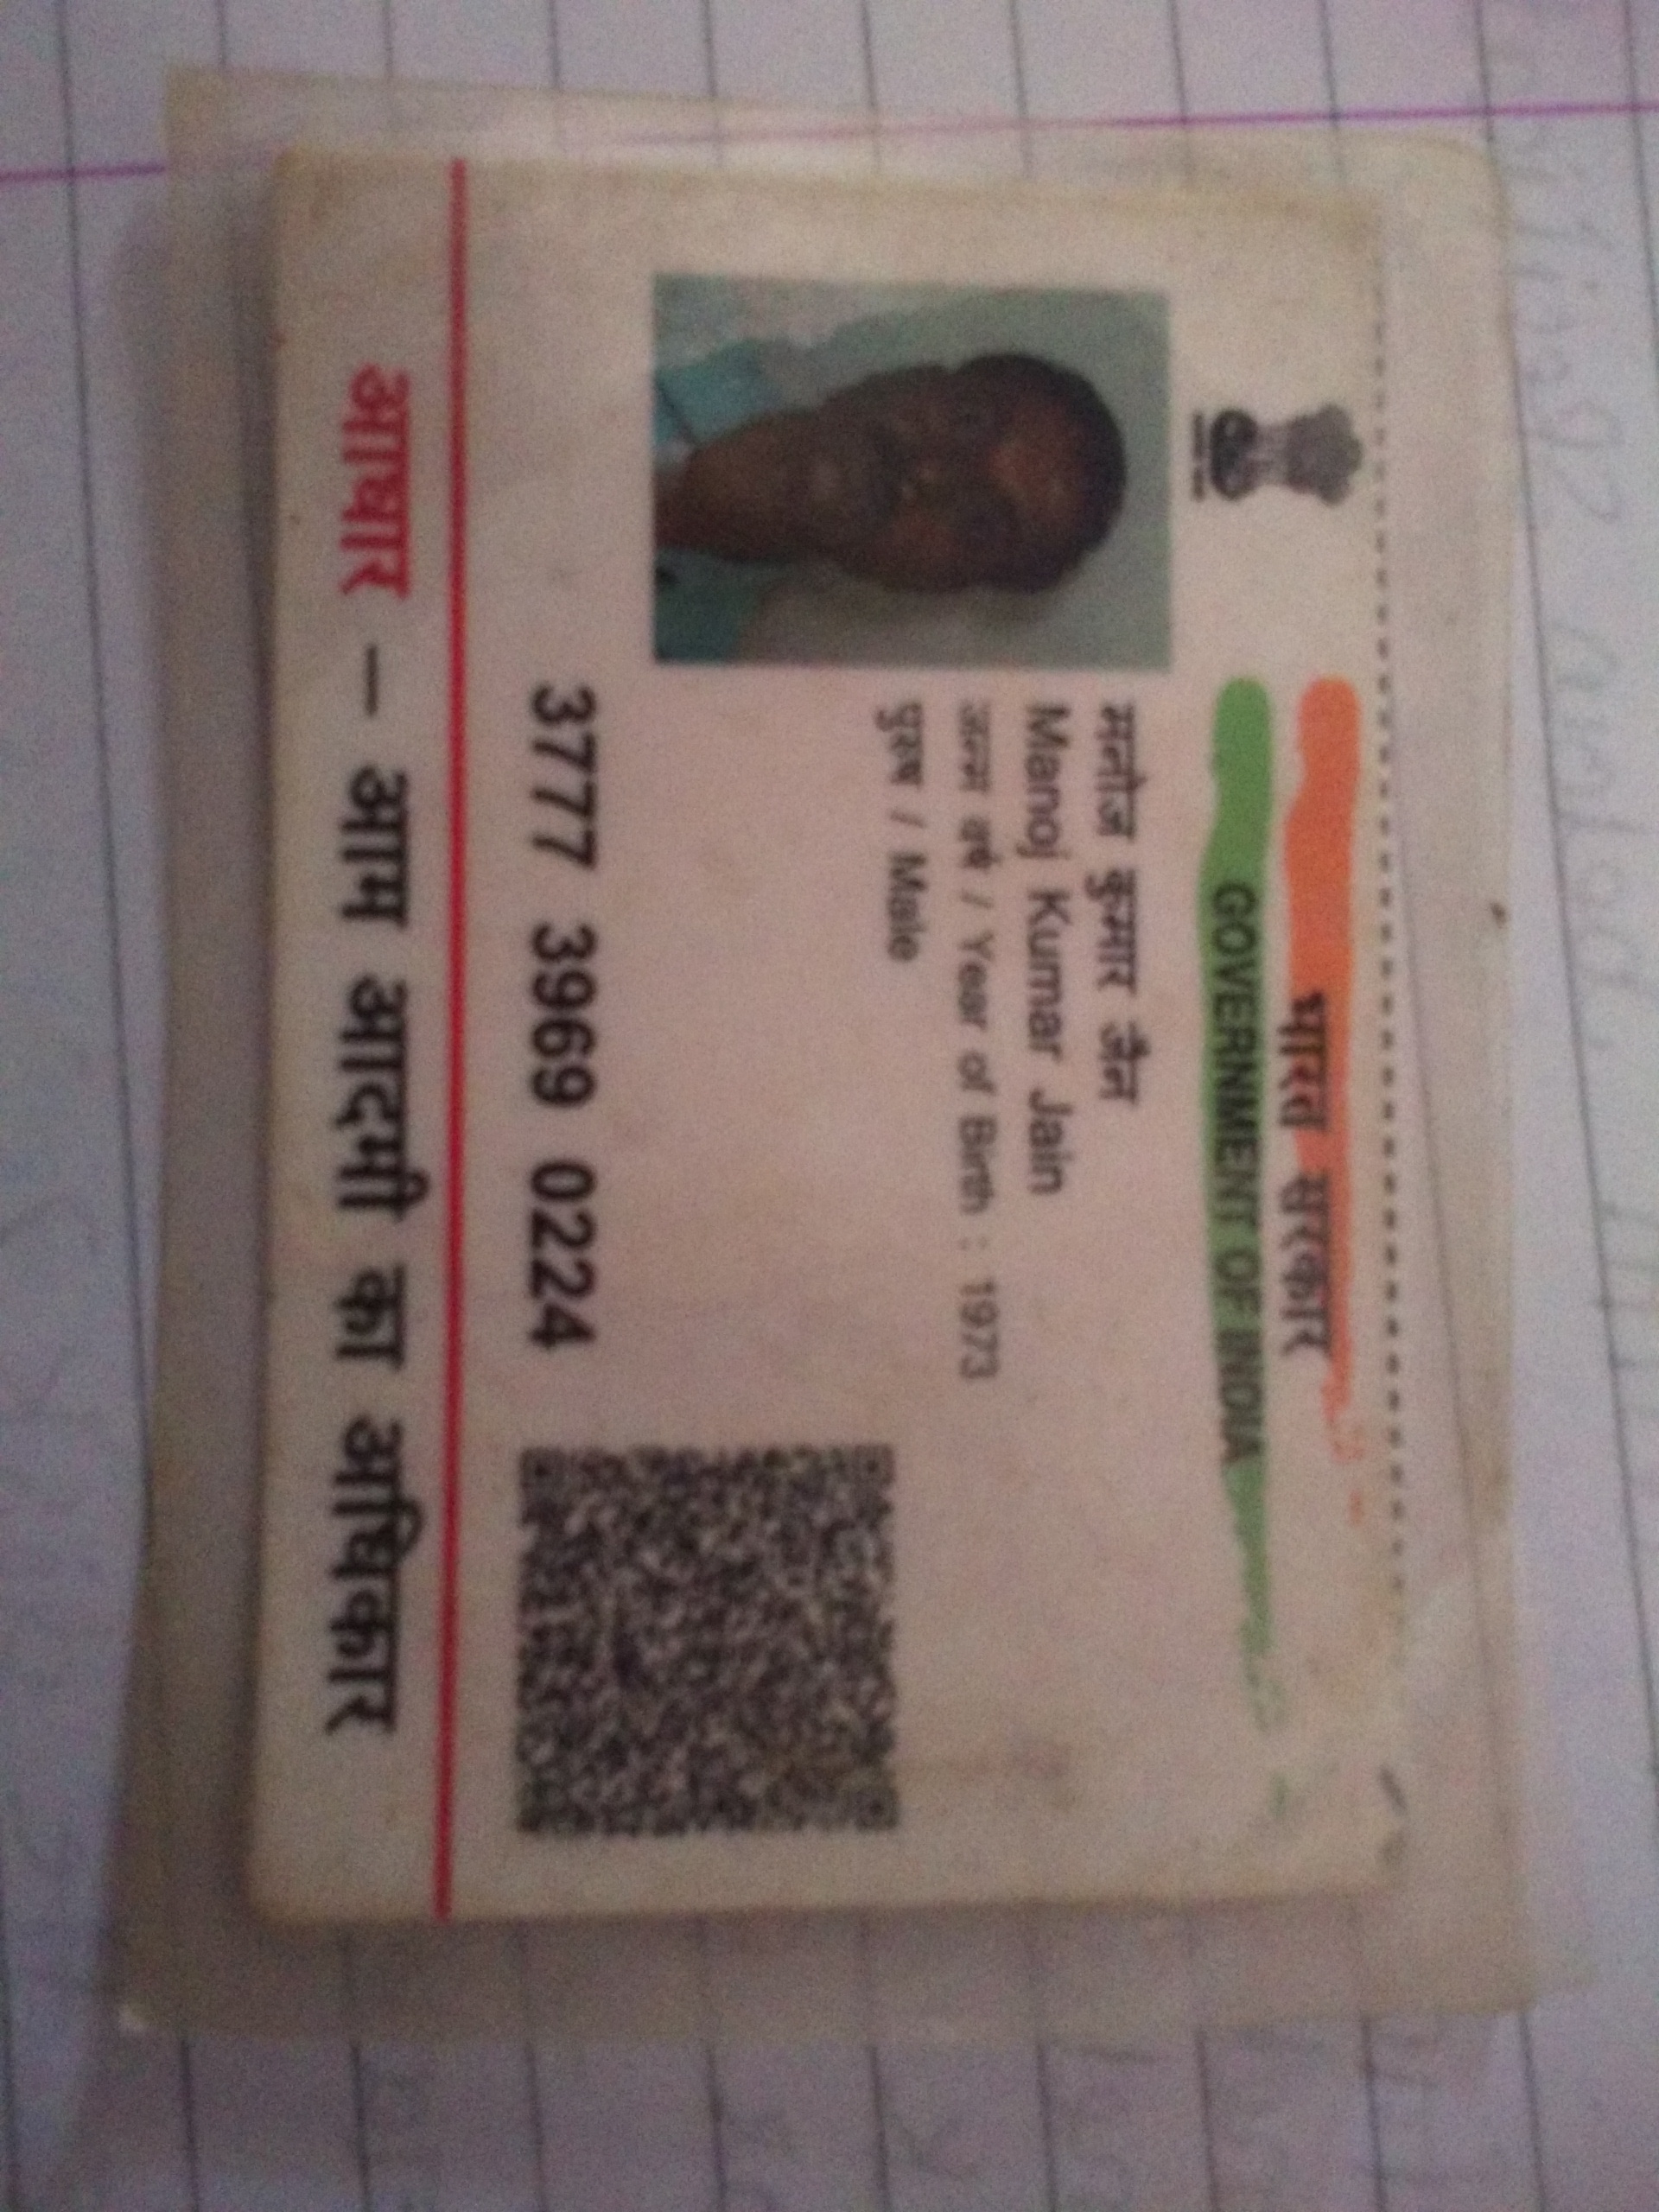 भारत सरकार
GOVERNMENT OF INDIA
मनोज कुमार जैन
Manoj Kumar Jain
जन्म वर्ष / Year of Birth : 1973
पुरुष / Male
3777 3969 0224
आधार – आम आदमी का अधिकार